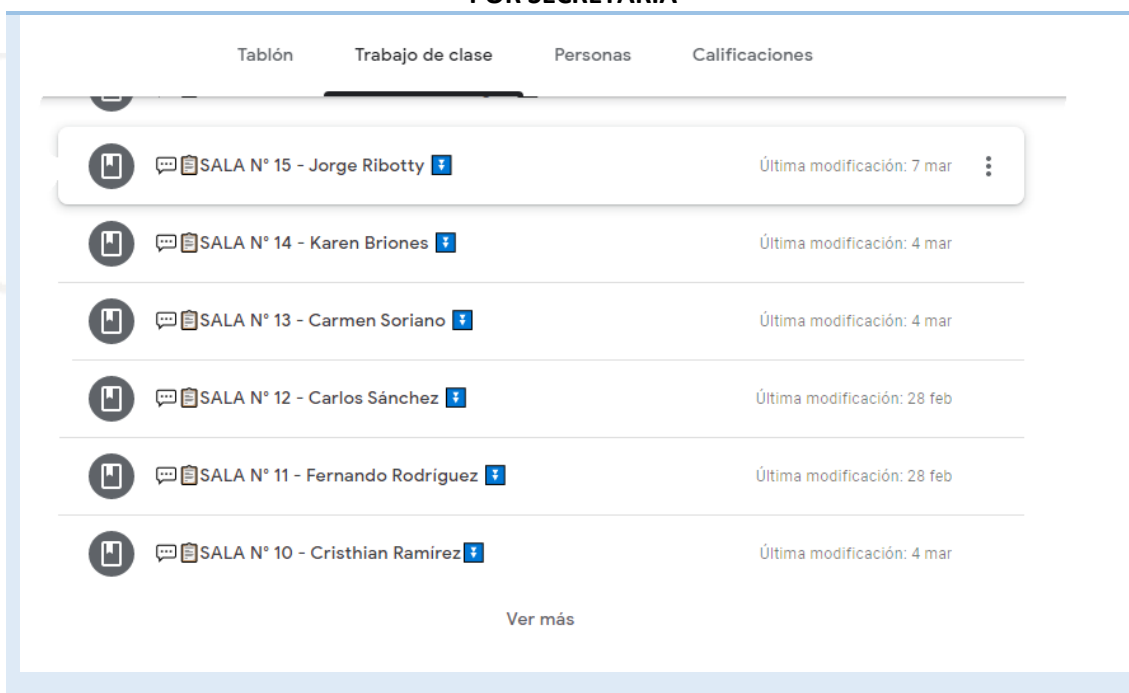 POR SECRETARIA
Tablón Trabajo de clase Personas Calificaciones
SALA N° 15 - Jorge Ribotty Última modificación: 7 mar
SALA N° 14 - Karen Briones Última modificación: 4 mar
SALA N° 13 - Carmen Soriano Última modificación: 4 mar
SALA N° 12 - Carlos Sánchez Última modificación: 28 feb
SALA N° 11 - Fernando Rodríguez Última modificación: 28 feb
SALA N° 10 - Cristhian Ramírez Última modificación: 4 mar
Ver más